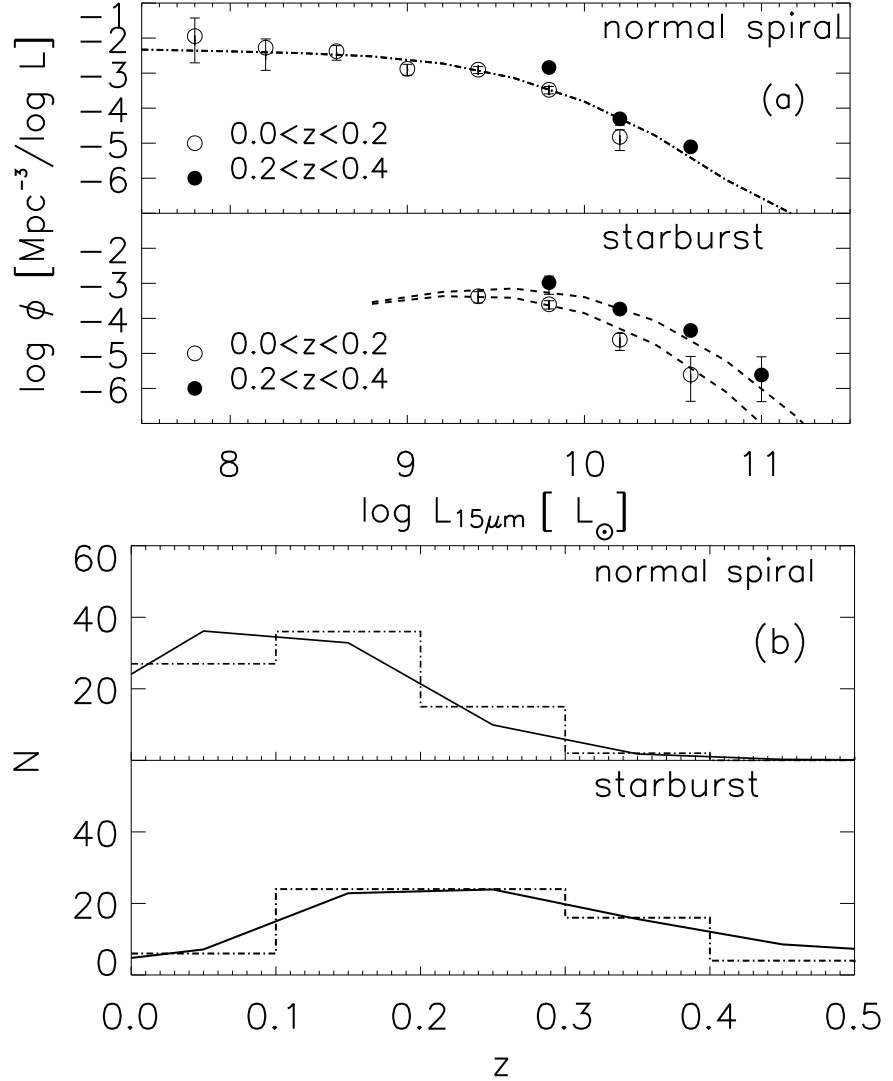 normal spiral
(a)
−1
−2
−3
−4
−5
−6
0.0<z<0.2
0.2<z<0.4
log ϕ [Mpc⁻³/log L]
starburst
−2
−3
−4
−5
−6
0.0<z<0.2
0.2<z<0.4
8 9 10 11
log L₁₅μm [ L⊙]
normal spiral
(b)
60
40
20
N
starburst
40
20
0
0.0 0.1 0.2 0.3 0.4 0.5
z